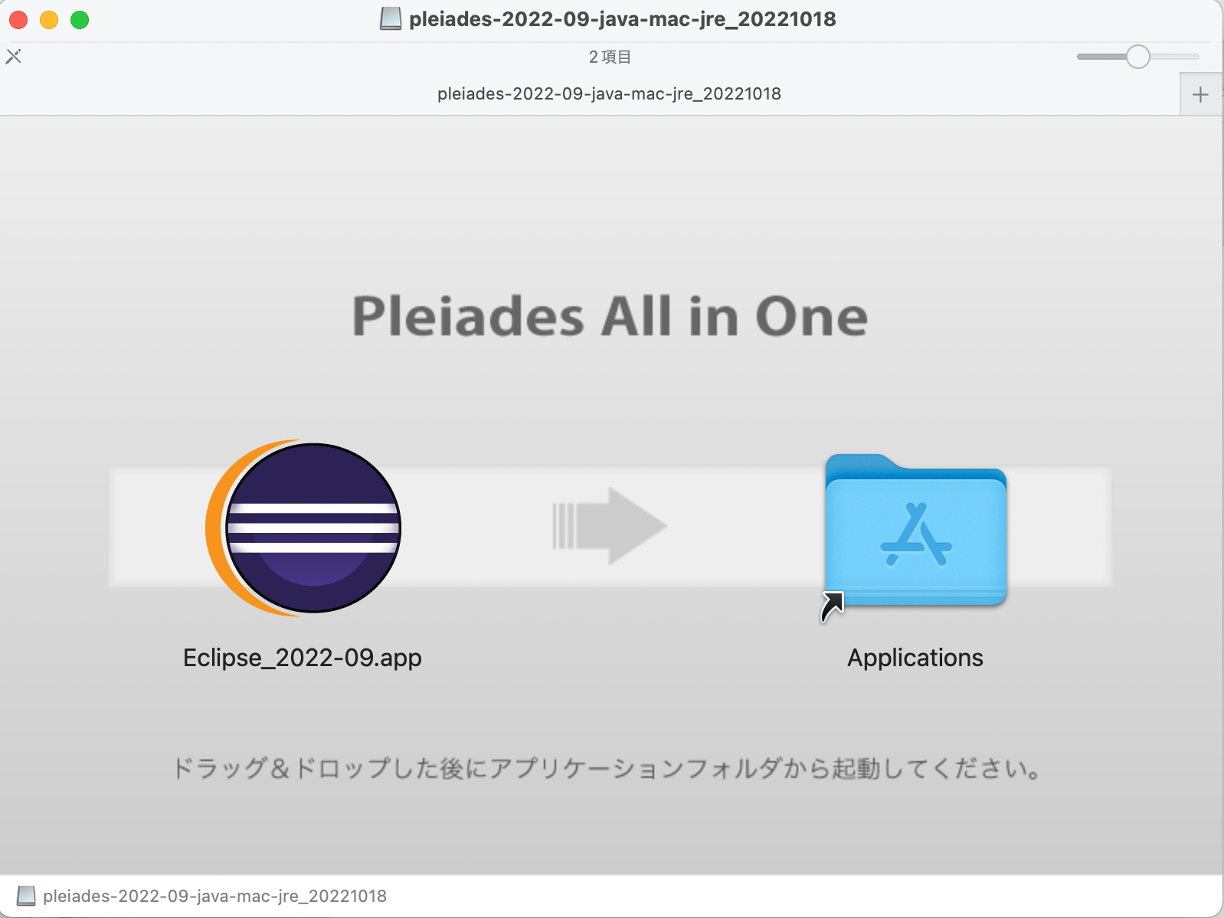 pleiades-2022-09-java-mac-jre_20221018
2 項目
pleiades-2022-09-java-mac-jre_20221018
Pleiades All in One
Eclipse_2022-09.app
Applications
ドラッグ＆ドロップした後にアプリケーションフォルダから起動してください。
pleiades-2022-09-java-mac-jre_20221018